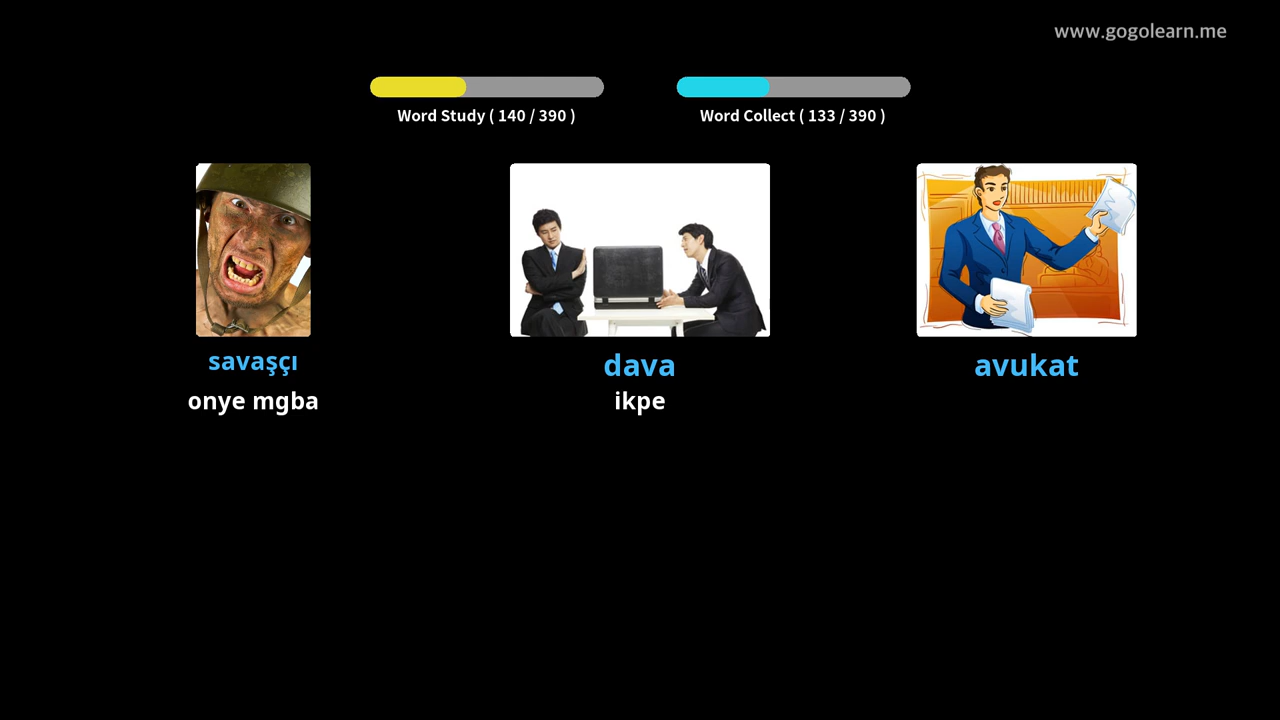 www.gogolearn.me
Word Study ( 140 / 390 )
Word Collect ( 133 / 390 )
savaşçı
onye mgba
dava
ikpe
avukat